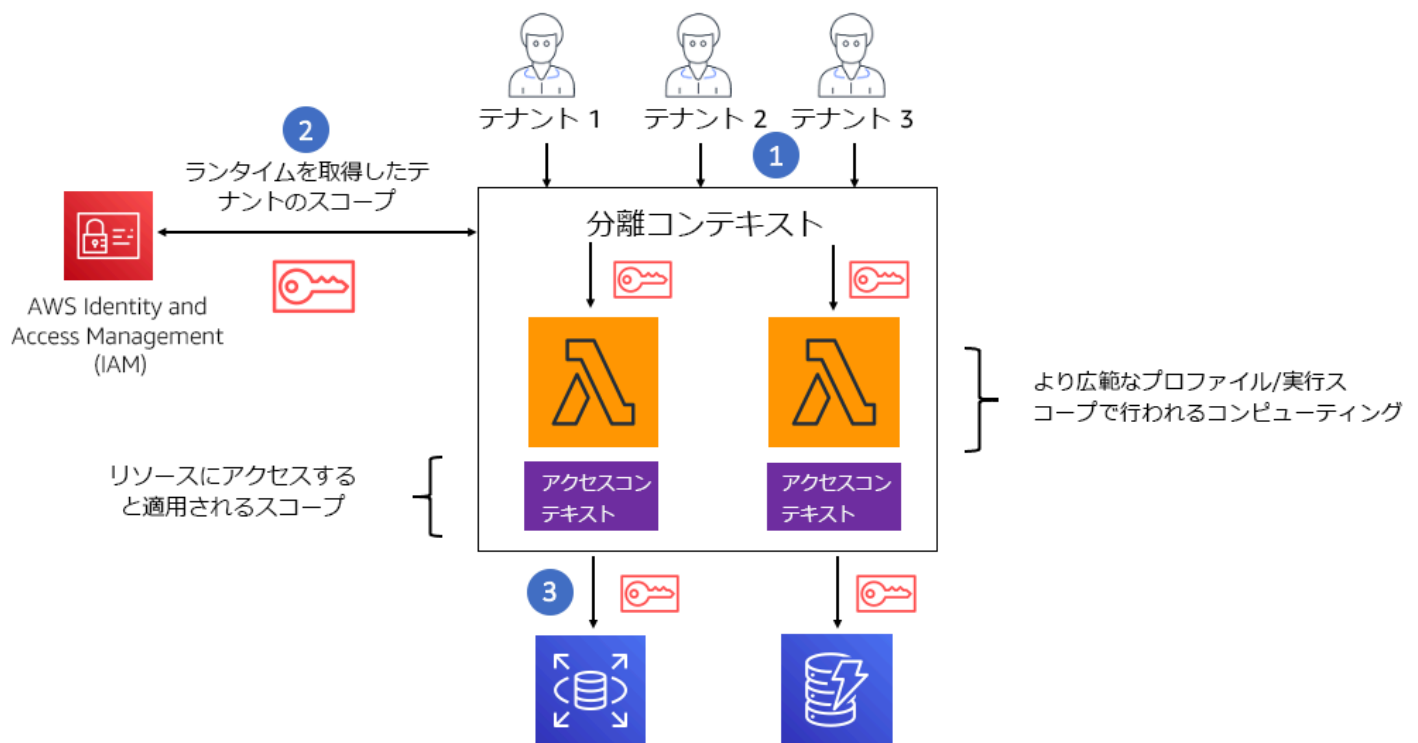 テナント 1
テナント 2
テナント 3
2
1
ランタイムを取得したテ
ナントのスコープ
分離コンテキスト
AWS Identity and
Access Management
(IAM)
より広範なプロファイル/実行ス
コープで行われるコンピューティング
リソースにアクセスする
と適用されるスコープ
アクセスコン
テキスト
アクセスコン
テキスト
3